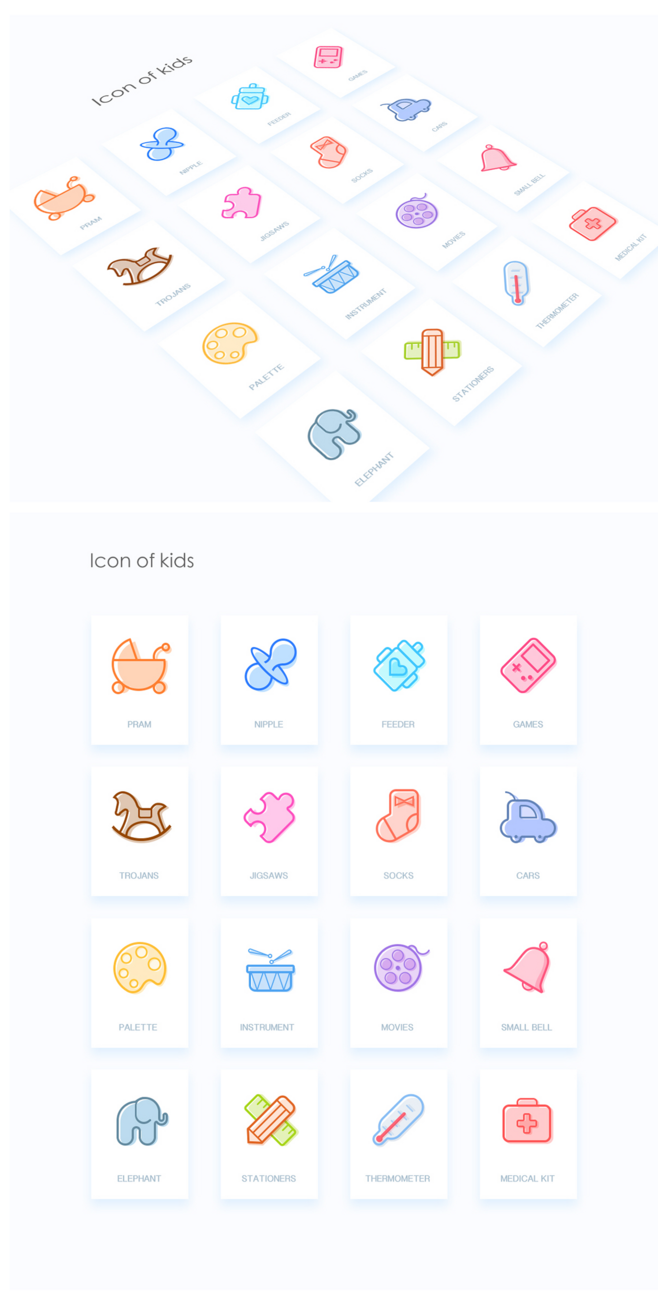 Icon of kids
GAMES
FEEDER
CARS
NIPPLE
SOCKS
SMALL BELL
PRAM
JIGSAWS
MOVIES
MEDICAL KIT
TROJANS
INSTRUMENT
THERMOMETER
PALETTE
STATIONERS
ELEPHANT
Icon of kids
PRAM
NIPPLE
FEEDER
GAMES
TROJANS
JIGSAWS
SOCKS
CARS
PALETTE
INSTRUMENT
MOVIES
SMALL BELL
ELEPHANT
STATIONERS
THERMOMETER
MEDICAL KIT